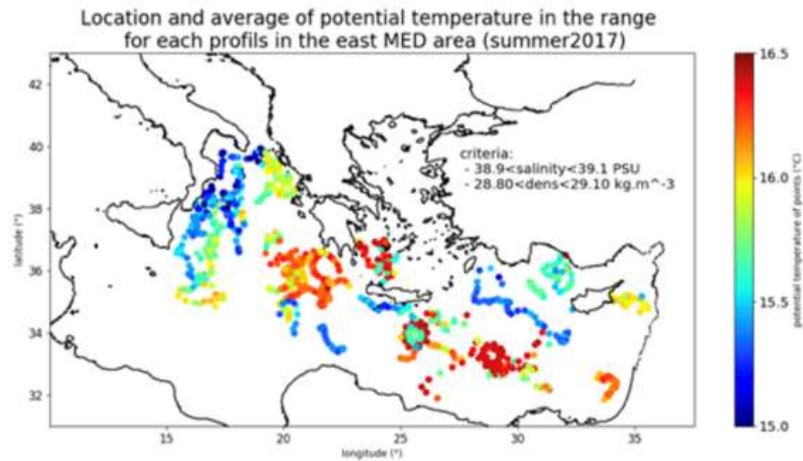 Location and average of potential temperature in the range
for each profils in the east MED area (summer2017)
42
40
38
36
34
32
latitude (°)
criteria:
- 38.9<salinity<39.1 PSU
- 28.80<dens<29.10 kg.m^-3
15
20
25
30
35
longitude (°)
16.5
16.0
15.5
15.0
potential temperature of points (°C)